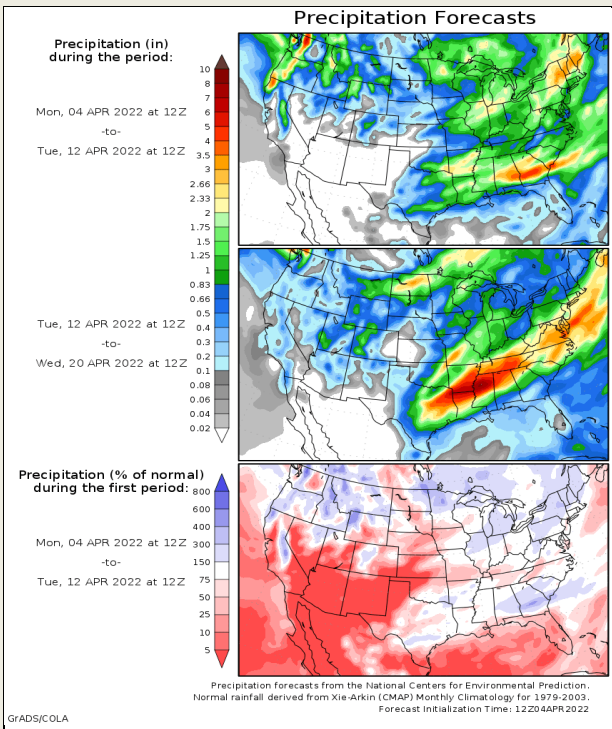 Precipitation Forecasts
Precipitation (in)
during the period:
Mon, 04 APR 2022 at 12Z
-to-
Tue, 12 APR 2022 at 12Z
10
8
7
6
5
4
3.5
3
2.66
2.33
2
1.75
1.5
1.25
1
0.83
0.66
0.5
0.4
0.3
0.2
0.1
0.08
0.06
0.04
0.02
Tue, 12 APR 2022 at 12Z
-to-
Wed, 20 APR 2022 at 12Z
Precipitation (% of normal)
during the first period:
Mon, 04 APR 2022 at 12Z
-to-
Tue, 12 APR 2022 at 12Z
800
600
400
300
150
75
50
25
10
5
Precipitation forecasts from the National Centers for Environmental Prediction.
Normal rainfall derived from Xie-Arkin (CMAP) Monthly Climatology for 1979-2003.
Forecast Initialization Time: 12Z04APR2022
GrADS/COLA